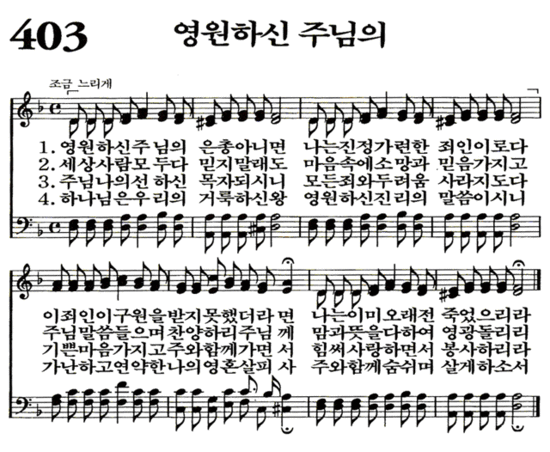 403 영원하신 주님의
조금 느리게
1. 영원하신주 님의 은 총아니면 나는진정가 련한 죄인이로다
2. 세상사람모 두다 믿지말래도 마음속에소 망과 믿음가지고
3. 주님나의선 하신 목자되시니 모든죄와두 려움 사라지도다
4. 하나님은우 리의 거룩하신왕 영원하신진 리의 말씀이시니
이죄인이구 원을 받지못했더라 면 나는이미오 래전 죽었으리라
주님말씀들 으며 찬양하리주님 께 맘과뜻을다 하여 영광돌리리
기쁜마음가 지고 주와함께가면 서 힘써사랑하 면서 봉사하리라
가난하고연 약한 나의영혼살피 사 주와함께숨 쉬며 살게하소서